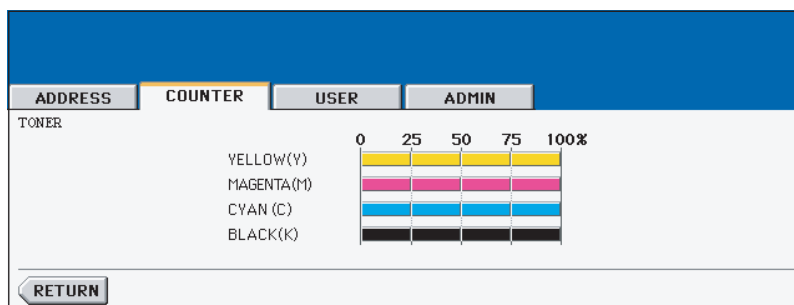 ADDRESS COUNTER USER ADMIN
TONER
0 25 50 75 100%
YELLOW(Y)
MAGENTA(M)
CYAN (C)
BLACK(K)
RETURN